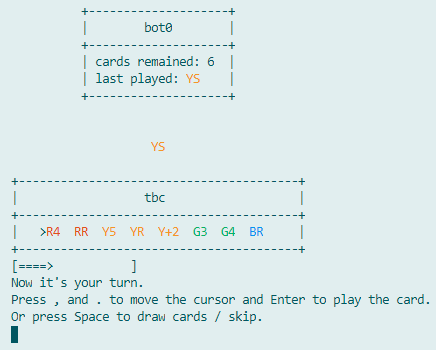 bot0
cards remained: 6
last played: YS
YS
tbc
>R4 RR Y5 YR Y+2 G3 G4 BR
[====> ]
Now it's your turn.
Press , and . to move the cursor and Enter to play the card.
Or press Space to draw cards / skip.